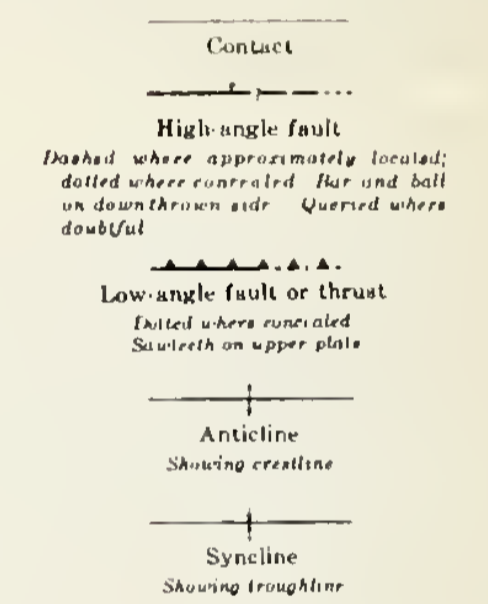 Contact
High-angle fault
Dashed where approximately located;
dotted where concealed Bar and ball
on downthrown side Queried where
doubtful
Low-angle fault or thrust
Dotted where concealed
Sawteeth on upper plate
Anticline
Showing crestline
Syncline
Showing troughline